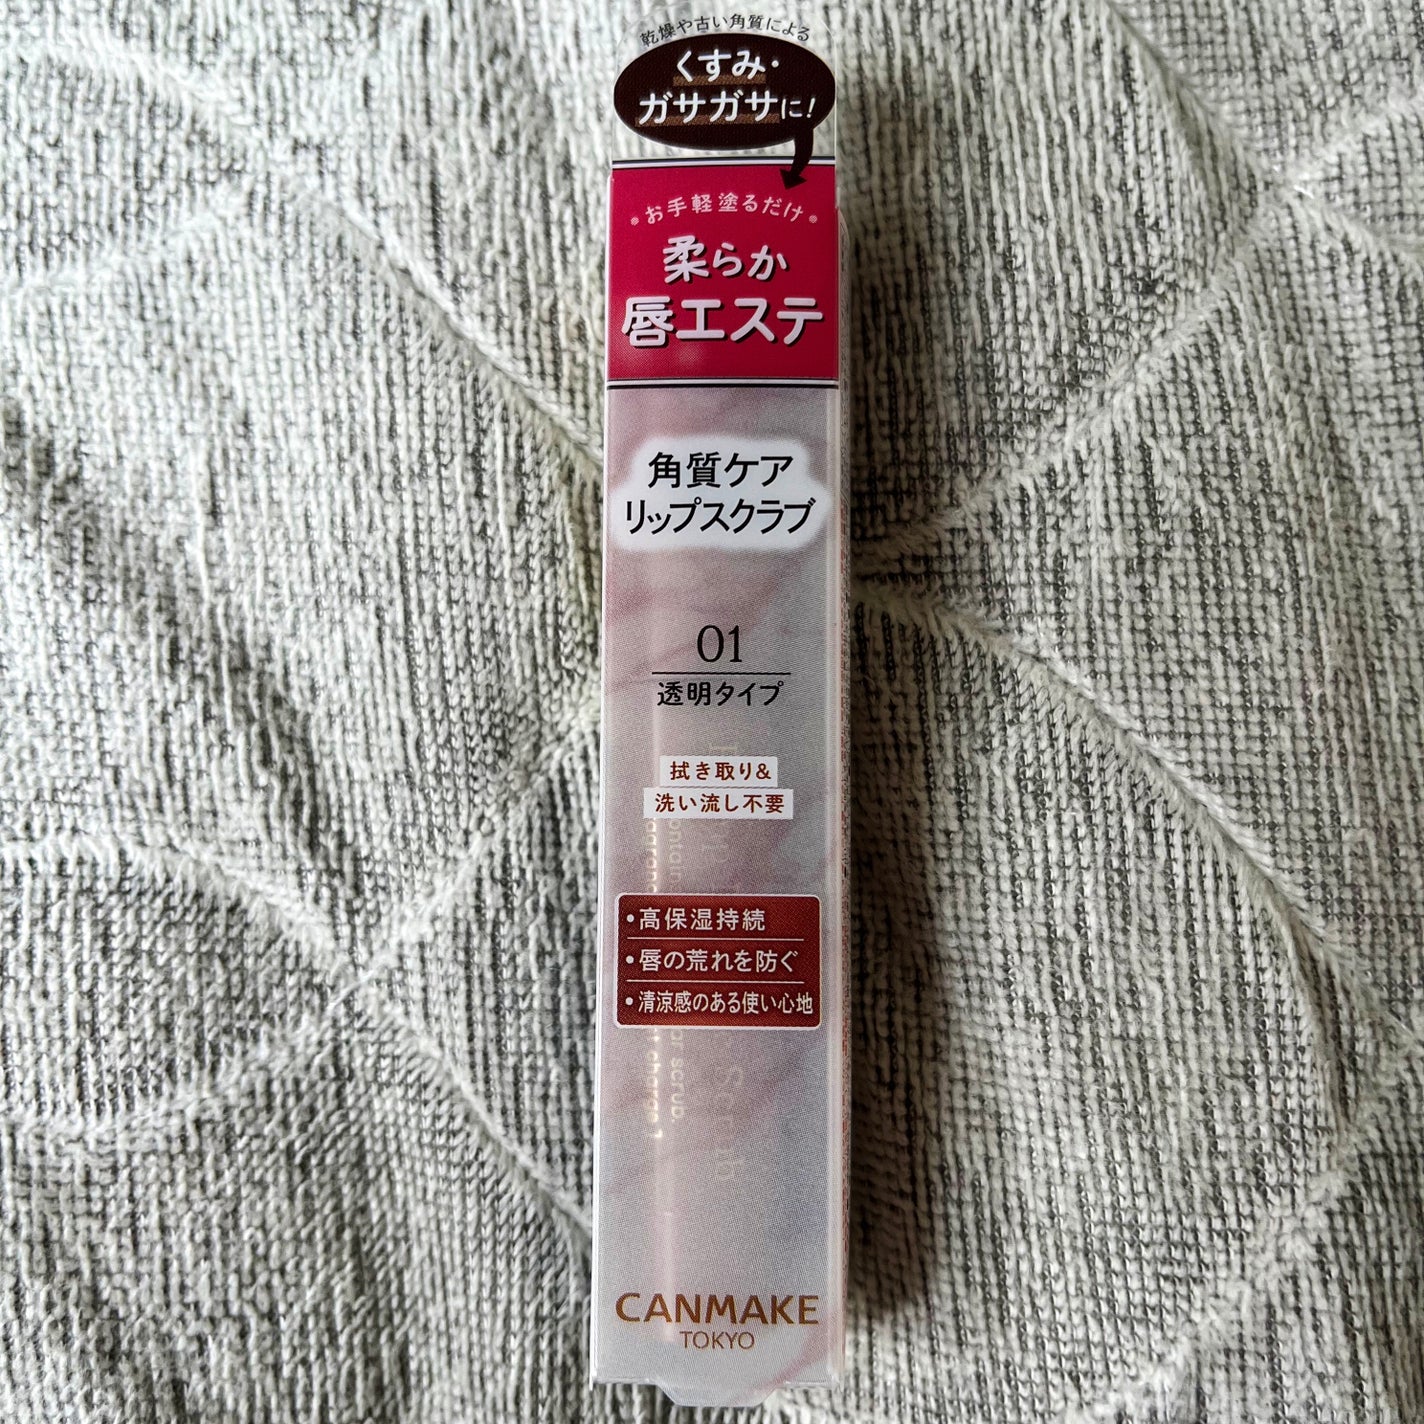 乾燥や古い角質による
くすみ・
ガサガサに!
お手軽塗るだけ
柔らか
唇エステ
角質ケア
リップスクラブ
01
透明タイプ
拭き取り&
洗い流し不要
・高保湿持続
・唇の荒れを防ぐ
・清涼感のある使い心地
or scrub.
CANMAKE
TOKYO